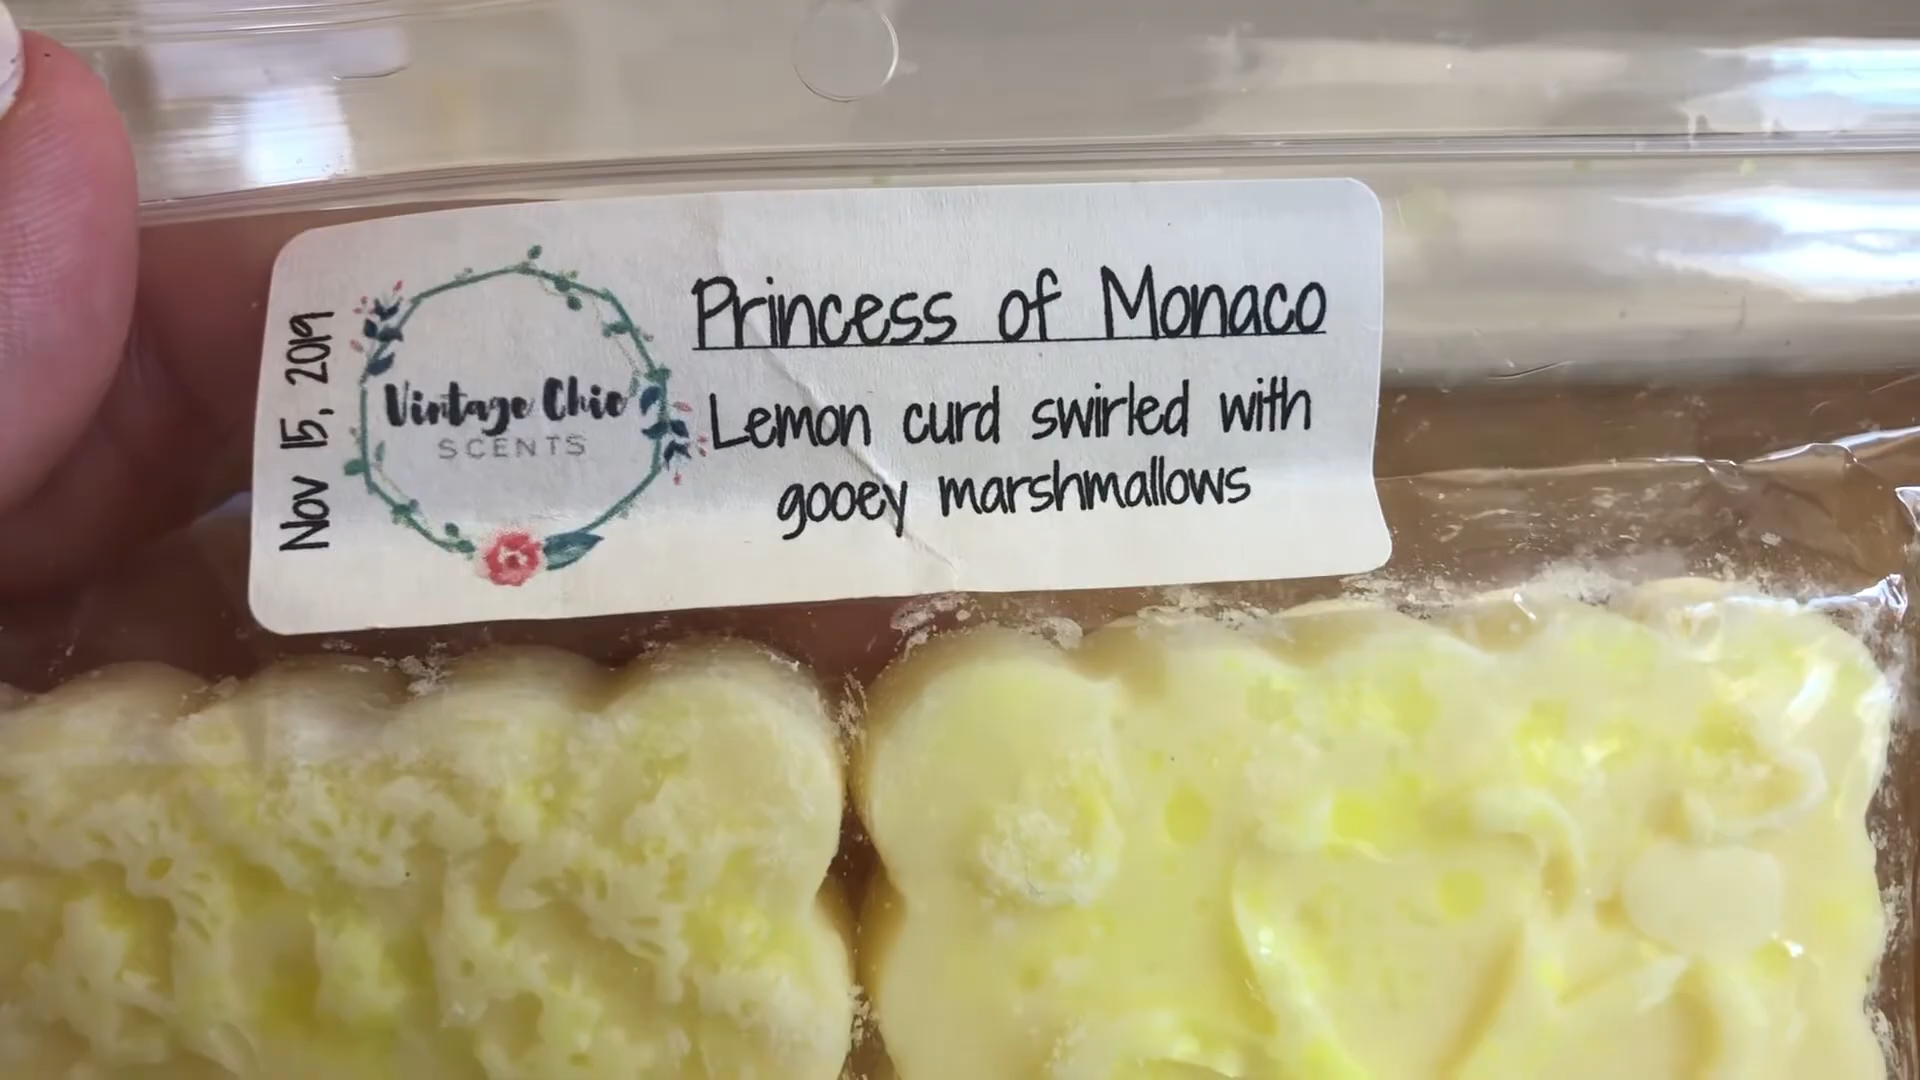 Nov 15, 2019
Vintage Chic
SCENTS
Princess of Monaco
Lemon curd swirled with
gooey marshmallows